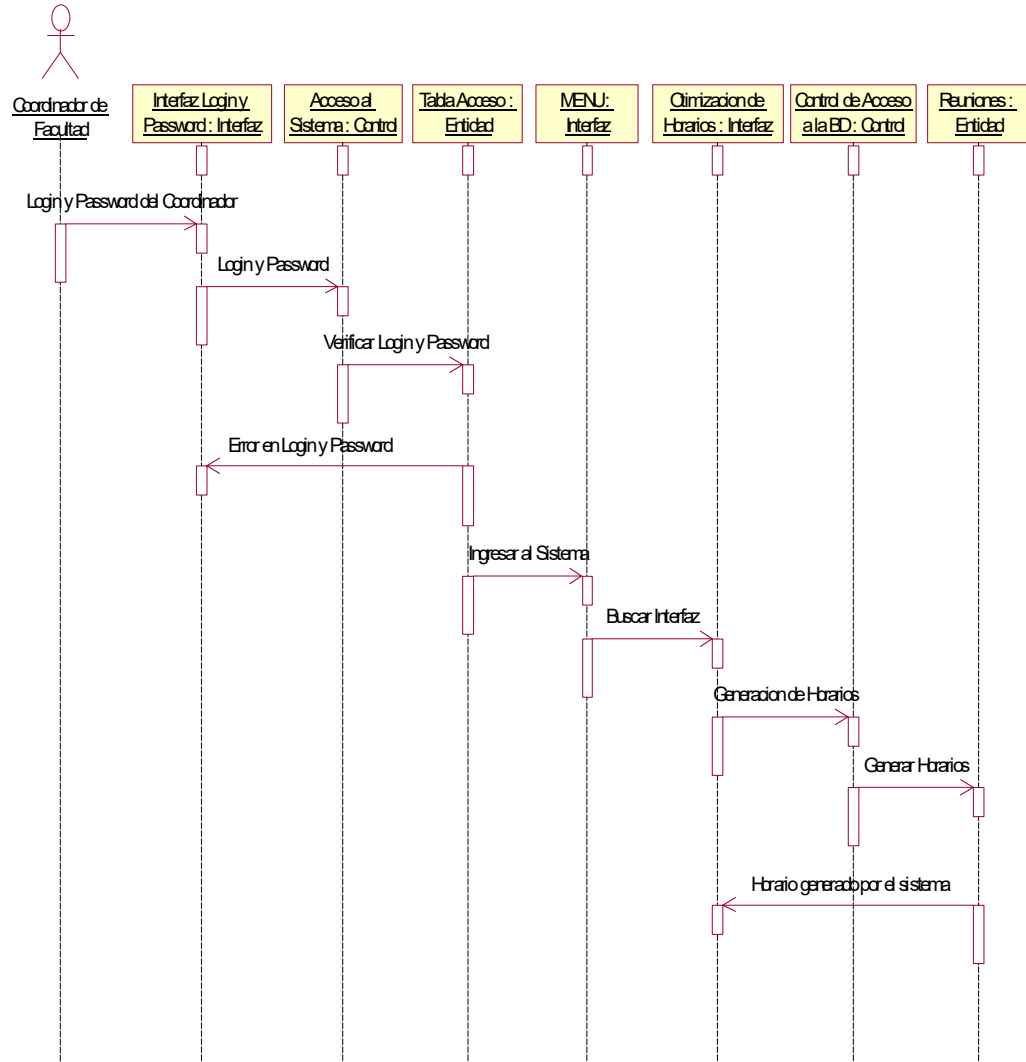 Coordinador de
Facultad
Interfaz Login y
Password : Interfaz
Acceso al
Sistema : Control
Tabla Acceso :
Entidad
MENU :
Interfaz
Otimizacion de
Horarios : Interfaz
Control de Acceso
a la BD : Control
Reuniones :
Entidad
Login y Password del Coordinador
Login y Password
Verificar Login y Password
Error en Login y Password
Ingresar al Sistema
Buscar Interfaz
Generacion de Horarios
Generar Horarios
Horario generado por el sistema